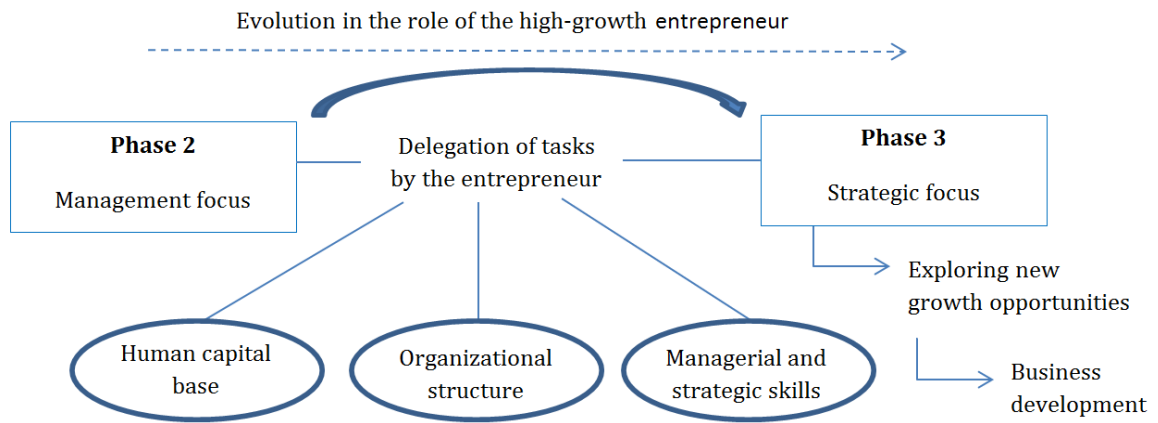 Evolution in the role of the high-growth entrepreneur
Phase 2
Management focus
Delegation of tasks
by the entrepreneur
Phase 3
Strategic focus
Exploring new
growth opportunities
Business
development
Human capital
base
Organizational
structure
Managerial and
strategic skills